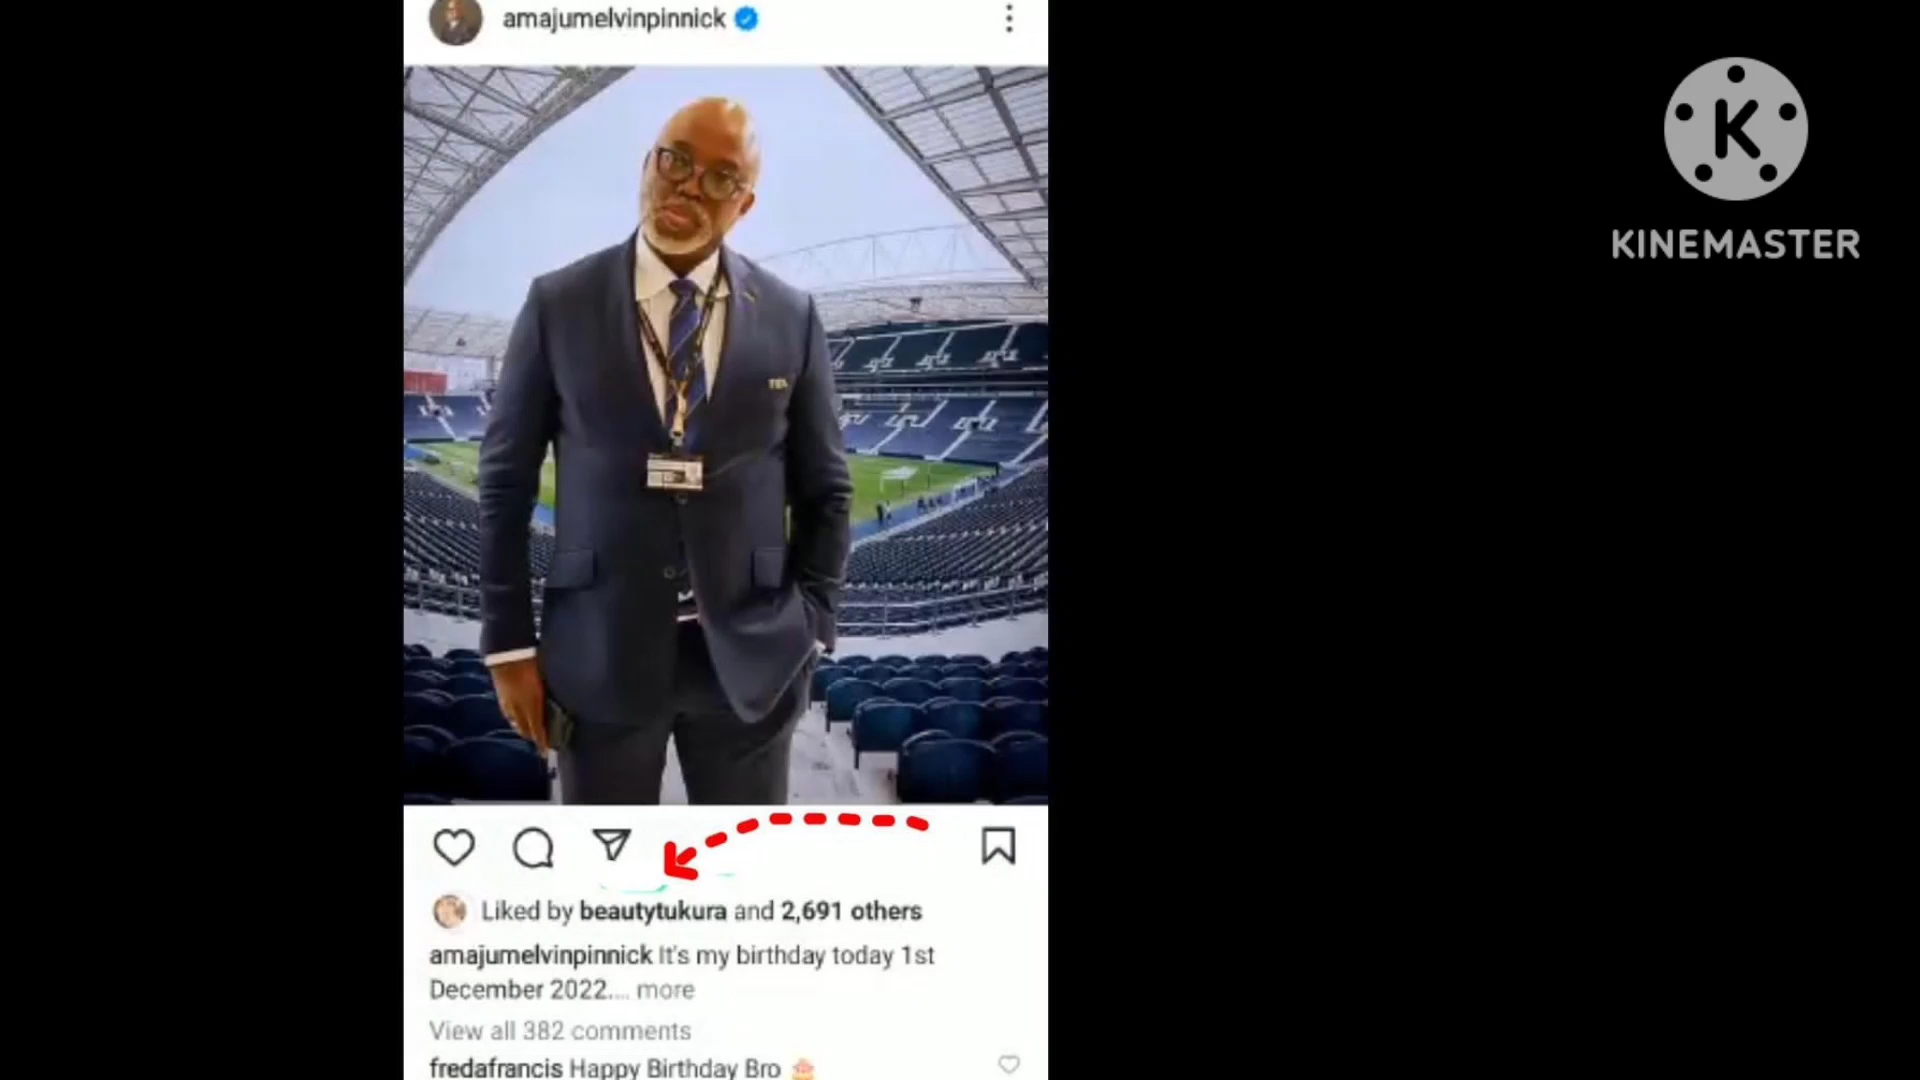 amajumelvinpinnick
K
KINEMASTER
Liked by beautytukura and 2,691 others
amajumelvinpinnick It's my birthday today 1st
December 2022.... more
View all 382 comments
fredafrancis Happy Birthday Bro 🎂